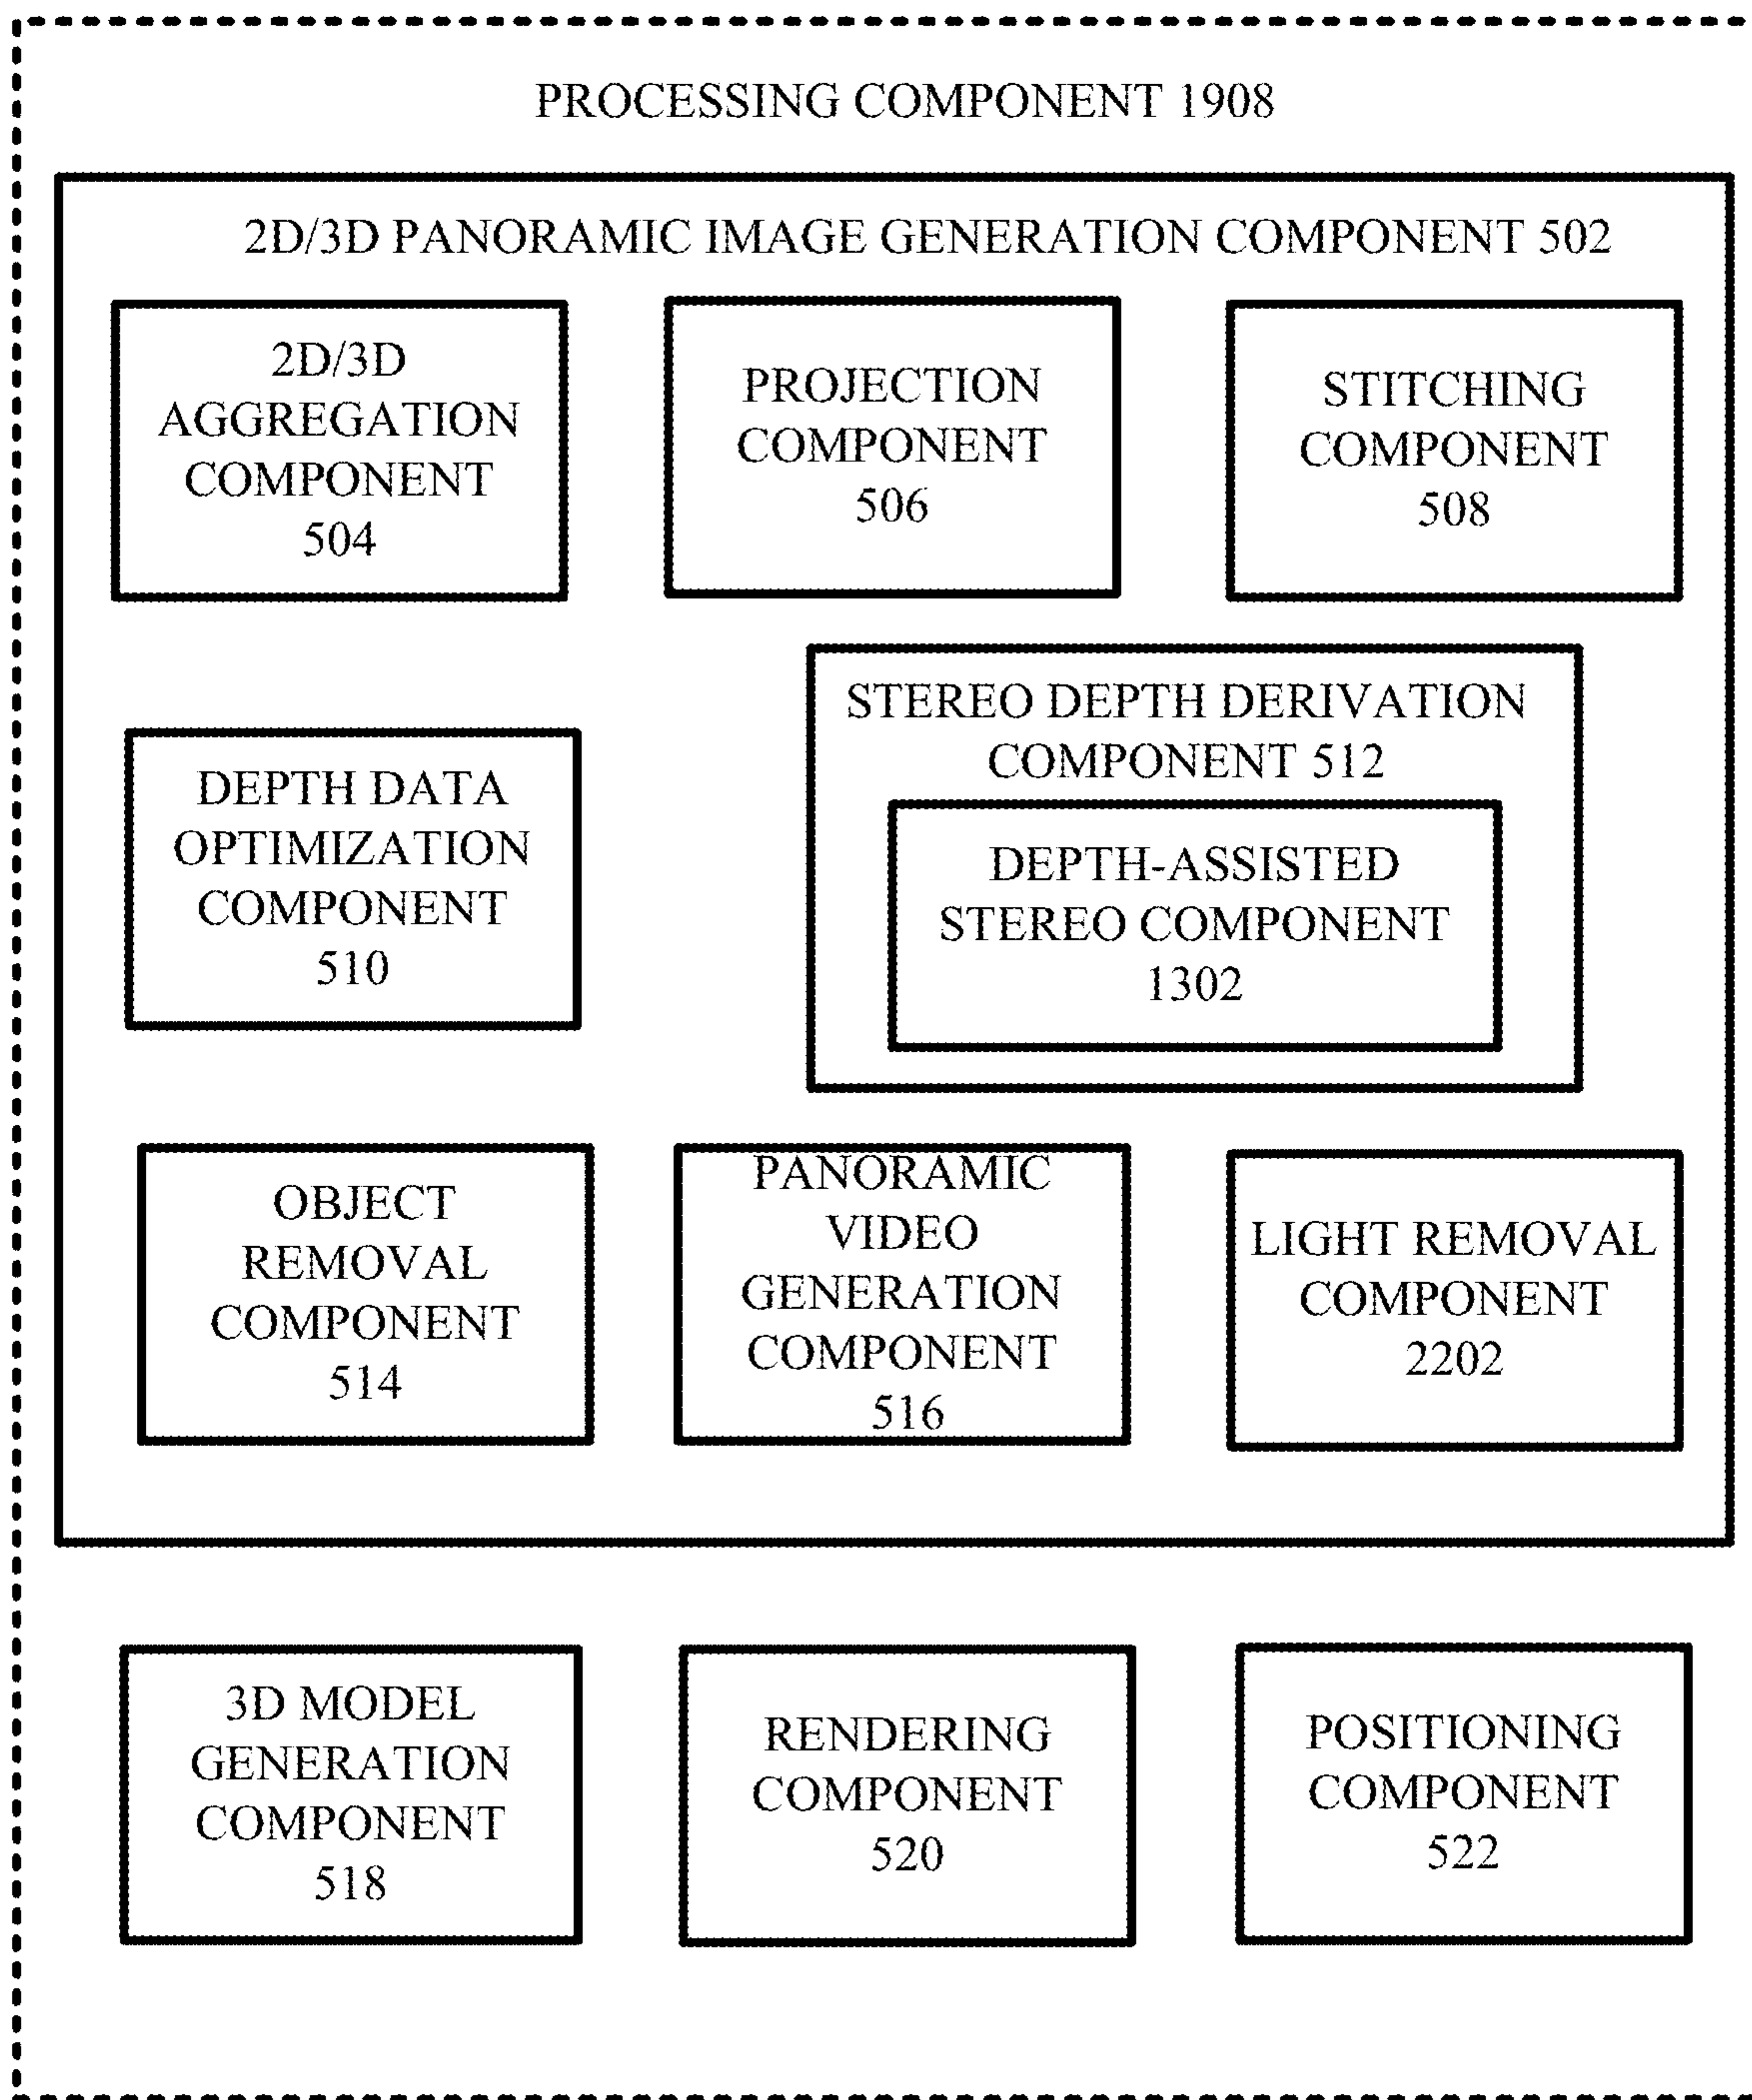 PROCESSING COMPONENT 1908
2D/3D PANORAMIC IMAGE GENERATION COMPONENT 502
2D/3D
AGGREGATION
COMPONENT
504
PROJECTION
COMPONENT
506
STITCHING
COMPONENT
508
DEPTH DATA
OPTIMIZATION
COMPONENT
510
STEREO DEPTH DERIVATION
COMPONENT 512
DEPTH-ASSISTED
STEREO COMPONENT
1302
OBJECT
REMOVAL
COMPONENT
514
PANORAMIC
VIDEO
GENERATION
COMPONENT
516
LIGHT REMOVAL
COMPONENT
2202
3D MODEL
GENERATION
COMPONENT
518
RENDERING
COMPONENT
520
POSITIONING
COMPONENT
522